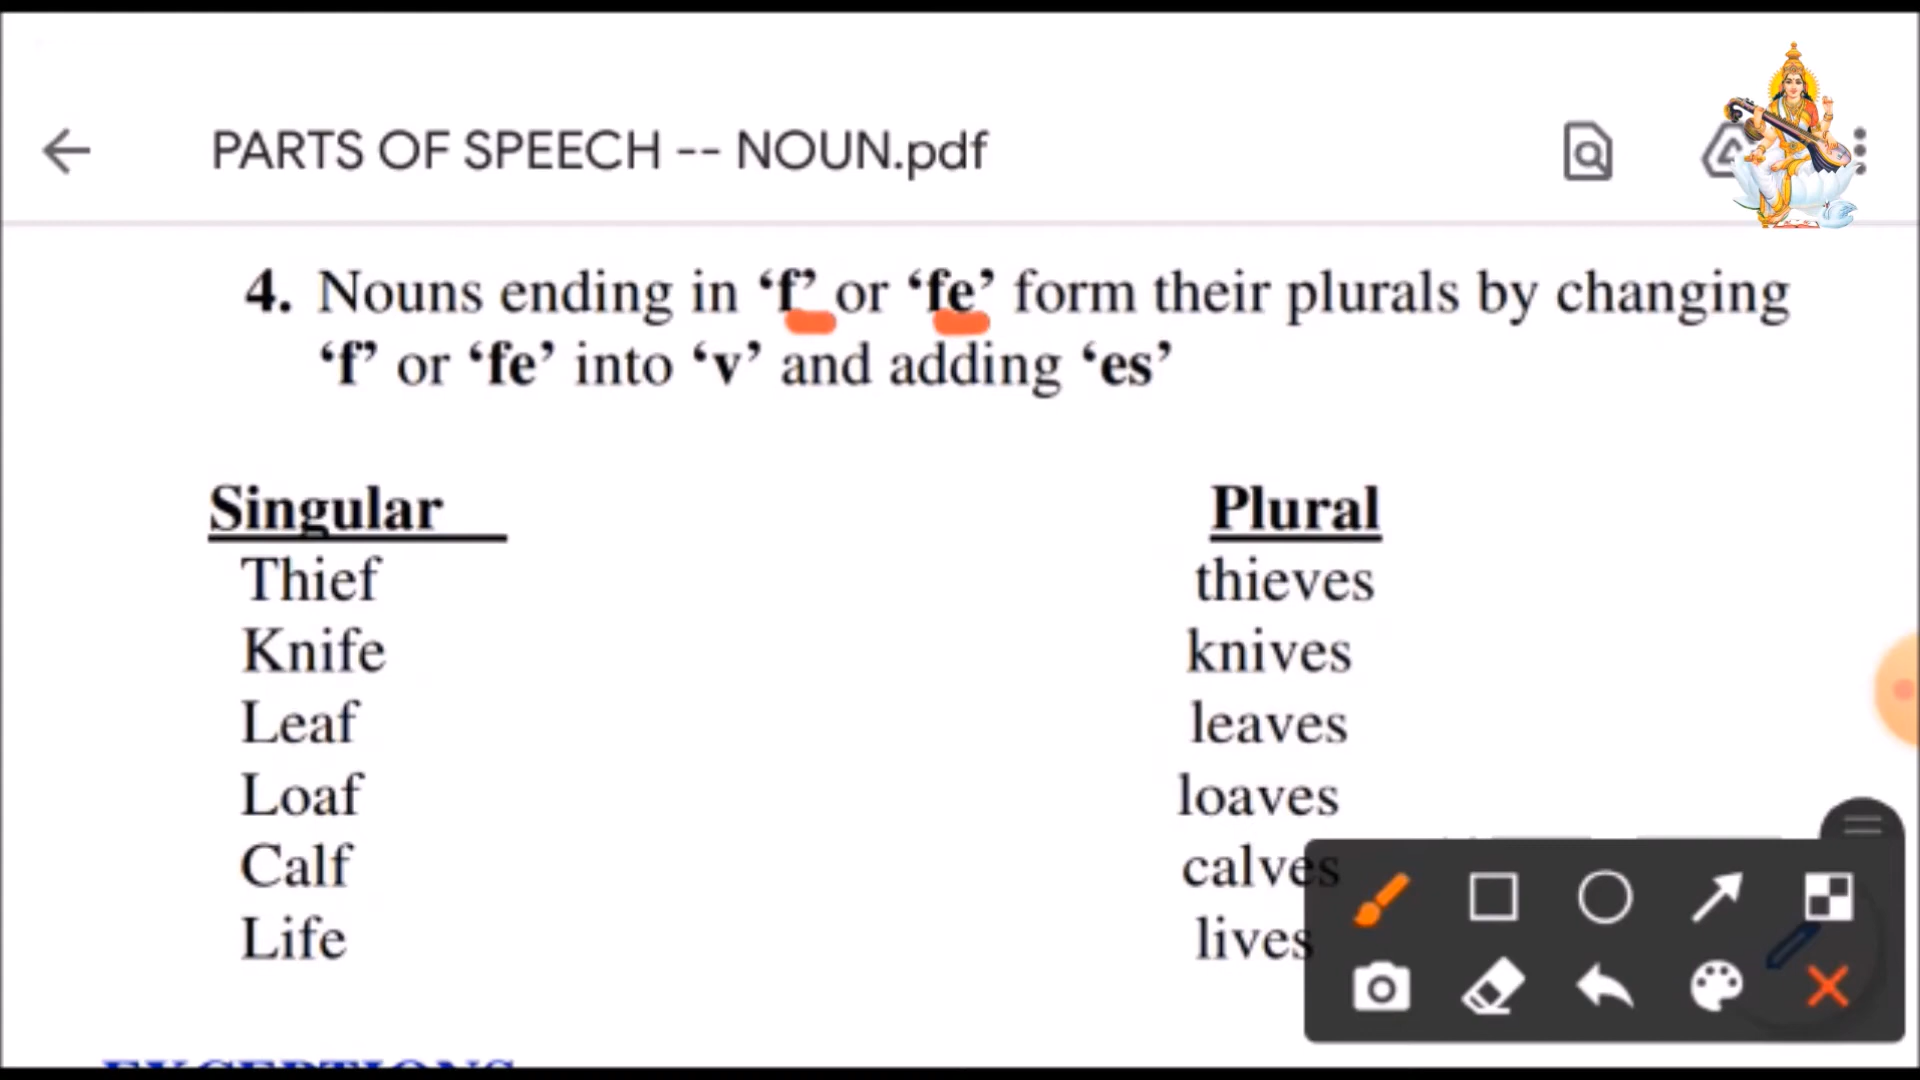 PARTS OF SPEECH -- NOUN.pdf
4. Nouns ending in ‘f’ or ‘fe’ form their plurals by changing
‘f’ or ‘fe’ into ‘v’ and adding ‘es’
Singular Plural
Thief thieves
Knife knives
Leaf leaves
Loaf loaves
Calf calves
Life lives
EXCEPTIONS